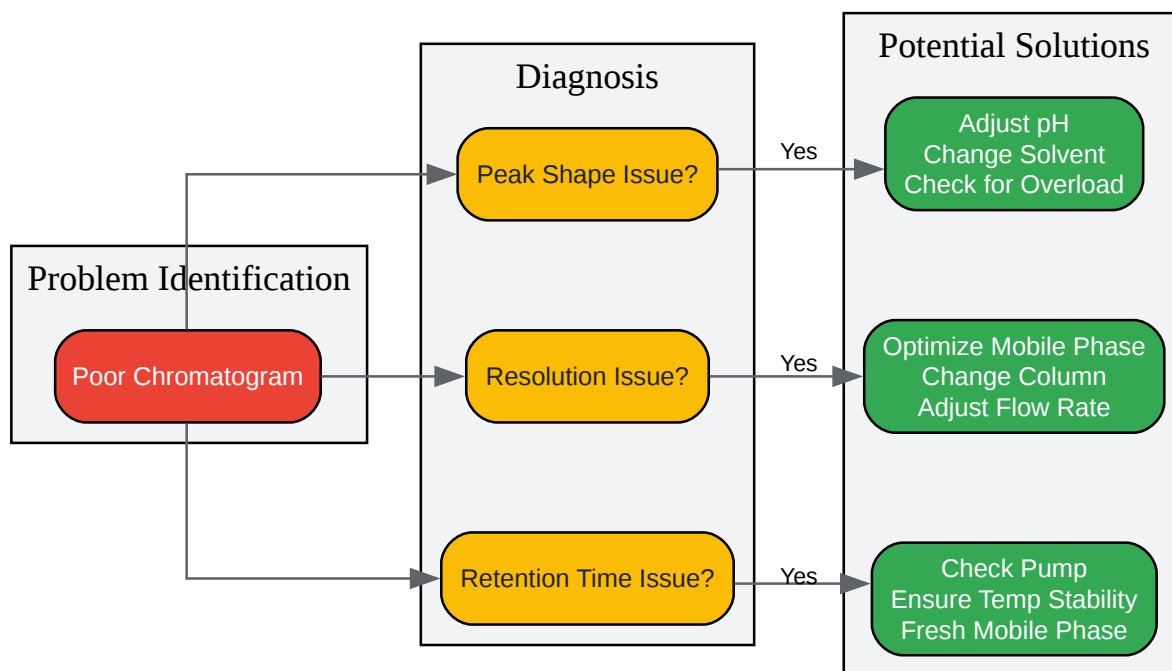 Problem Identification
Poor Chromatogram
Diagnosis
Peak Shape Issue?
Resolution Issue?
Retention Time Issue?
Yes
Yes
Yes
Potential Solutions
Adjust pH
Change Solvent
Check for Overload
Optimize Mobile Phase
Change Column
Adjust Flow Rate
Check Pump
Ensure Temp Stability
Fresh Mobile Phase